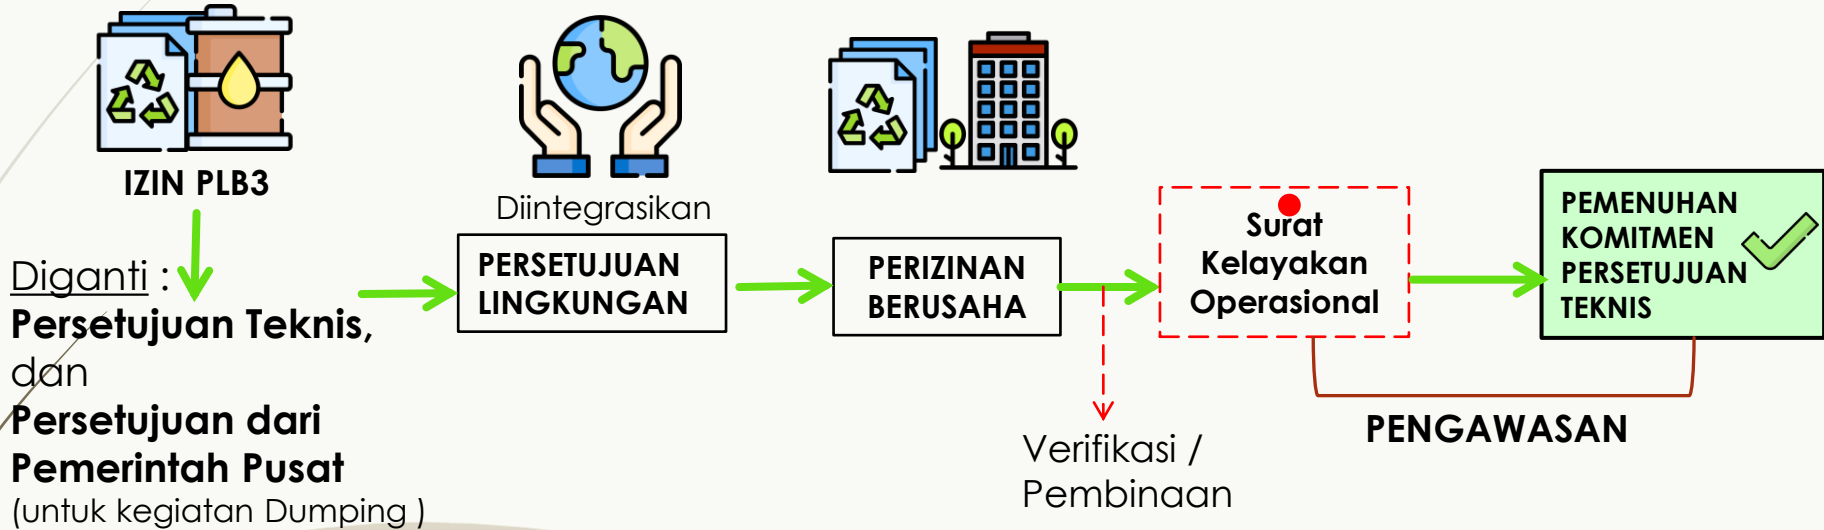 IZIN PLB3
Diganti :
Persetujuan Teknis,
dan
Persetujuan dari
Pemerintah Pusat
(untuk kegiatan Dumping )
Diintegrasikan
PERSETUJUAN
LINGKUNGAN
PERIZINAN
BERUSAHA
Verifikasi /
Pembinaan
Surat
Kelayakan
Operasional
PEMENUHAN
KOMITMEN
PERSETUJUAN
TEKNIS
PENGAWASAN